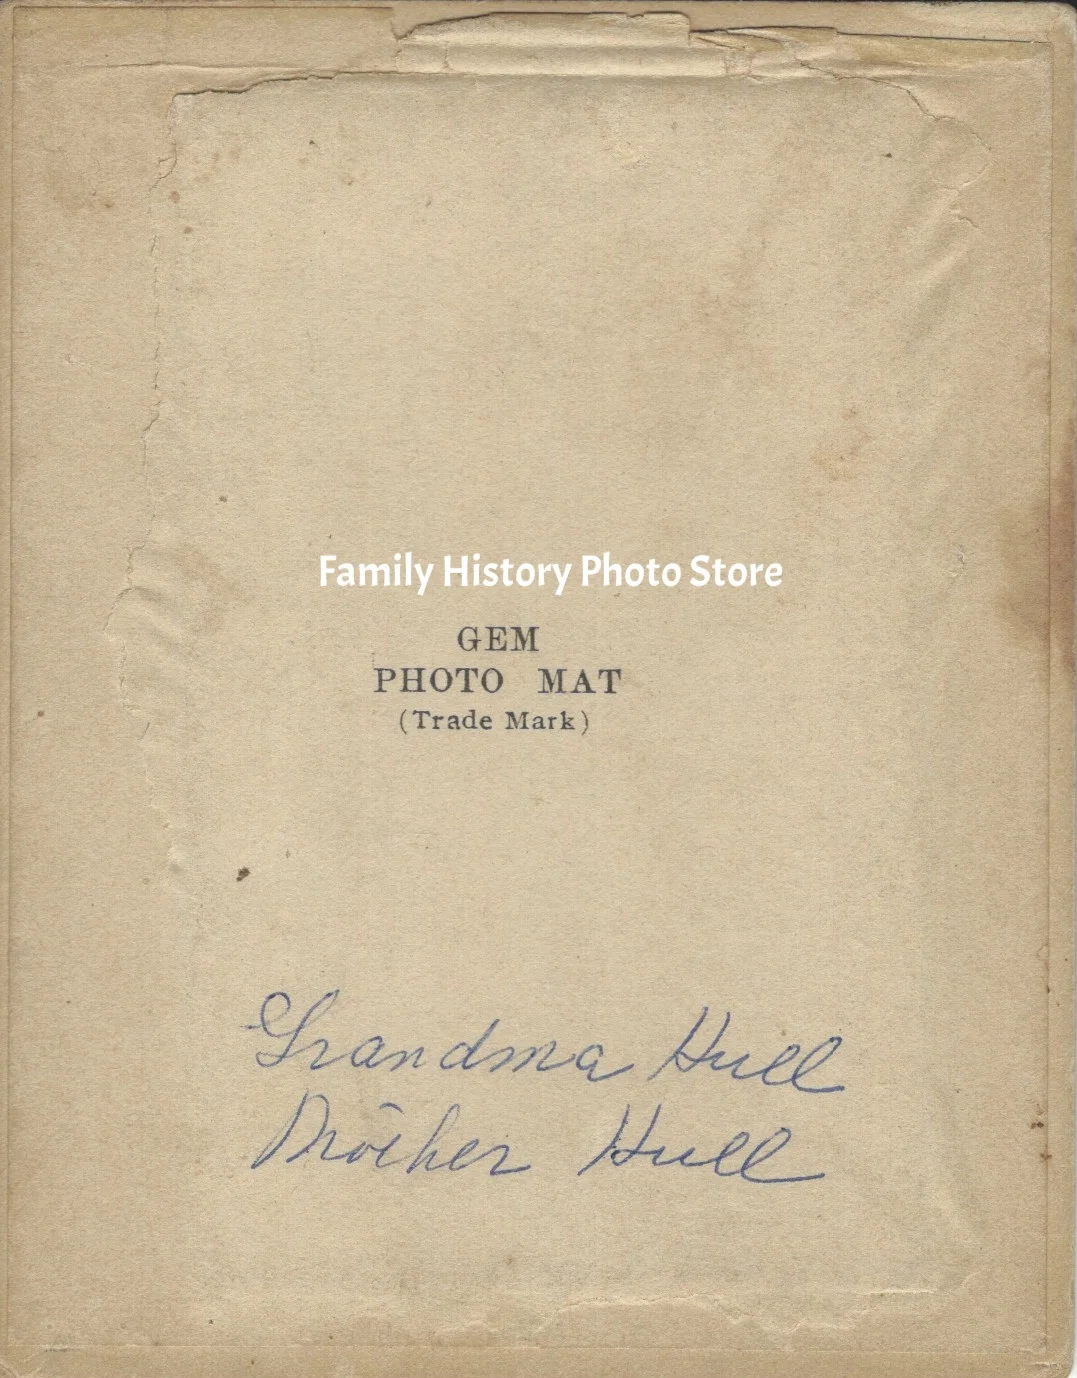 Family History Photo Store
GEM
PHOTO MAT
(Trade Mark)
Grandma Hull
Mother Hull